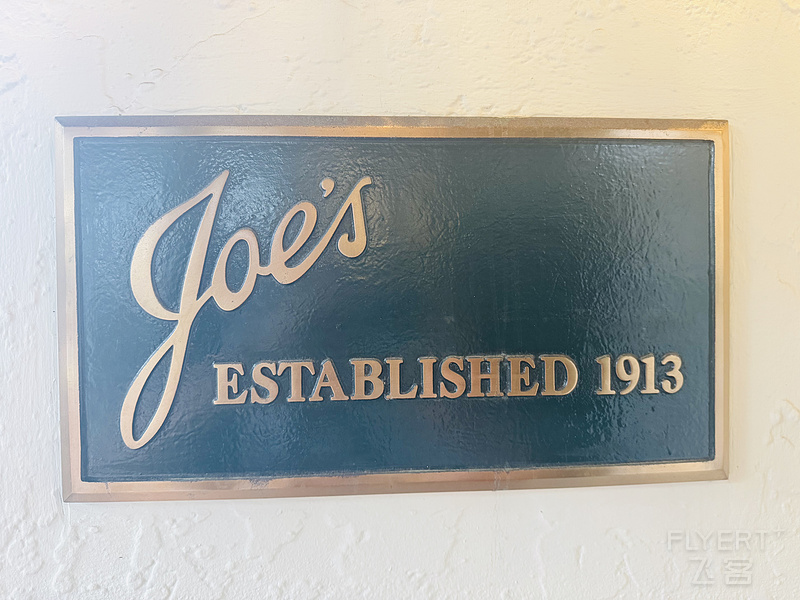 Joe's
ESTABLISHED 1913
FLYERT
飞客